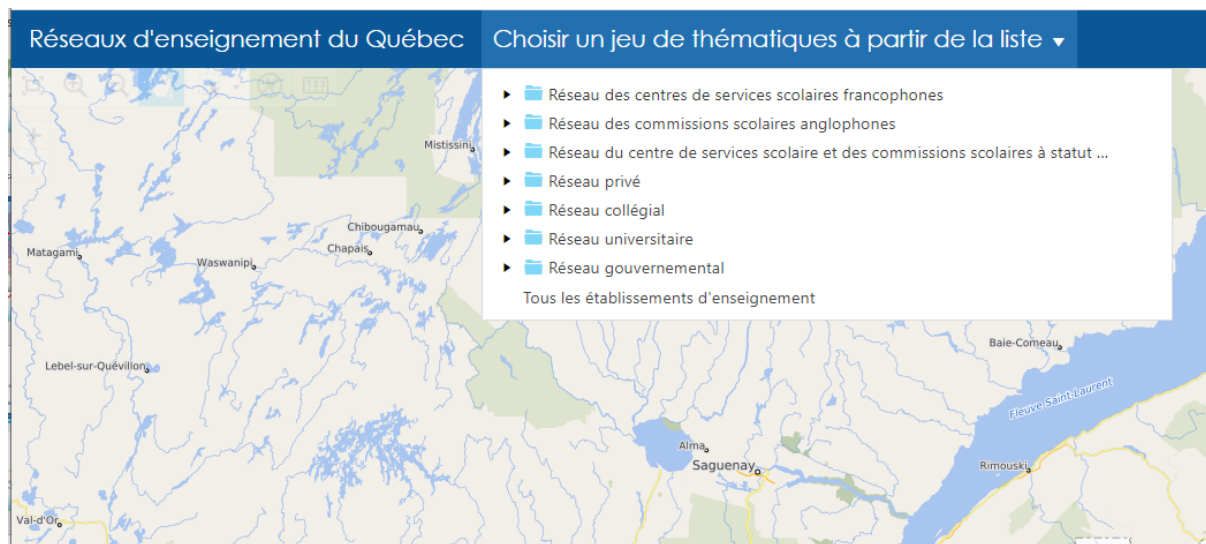 Réseaux d'enseignement du Québec
Choisir un jeu de thématiques à partir de la liste
Réseau des centres de services scolaires francophones
Réseau des commissions scolaires anglophones
Réseau du centre de services scolaire et des commissions scolaires à statut ...
Réseau privé
Réseau collégial
Réseau universitaire
Réseau gouvernemental
Tous les établissements d'enseignement
Mistissini
Chibougamau
Chapais
Matagami
Waswanipi
Baie-Comeau
Lebel-sur-Quévillon
Fleuve Saint-Laurent
Alma
Saguenay
Rimouski
Val-d'Or